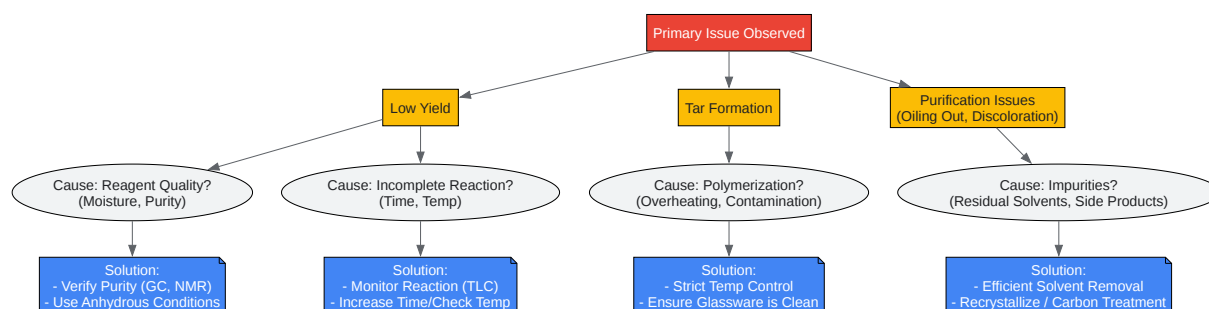 Primary Issue Observed
Low Yield
Tar Formation
Purification Issues
(Oiling Out, Discoloration)
Cause: Reagent Quality?
(Moisture, Purity)
Cause: Incomplete Reaction?
(Time, Temp)
Cause: Polymerization?
(Overheating, Contamination)
Cause: Impurities?
(Residual Solvents, Side Products)
Solution:
- Verify Purity (GC, NMR)
- Use Anhydrous Conditions
Solution:
- Monitor Reaction (TLC)
- Increase Time/Check Temp
Solution:
- Strict Temp Control
- Ensure Glassware is Clean
Solution:
- Efficient Solvent Removal
- Recrystallize / Carbon Treatment